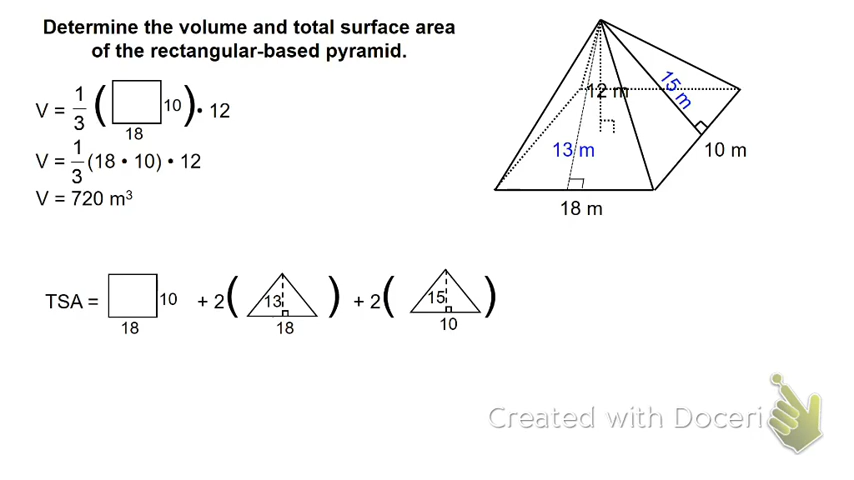 Determine the volume and total surface area
of the rectangular-based pyramid.
V = 1/3 ( 10 ) • 12
18
V = 1/3 (18 • 10) • 12
V = 720 m³
12 m
15 m
13 m
10 m
18 m
TSA = 10 + 2( 13 ) + 2( 15 )
18 18 10
Created with Doceri